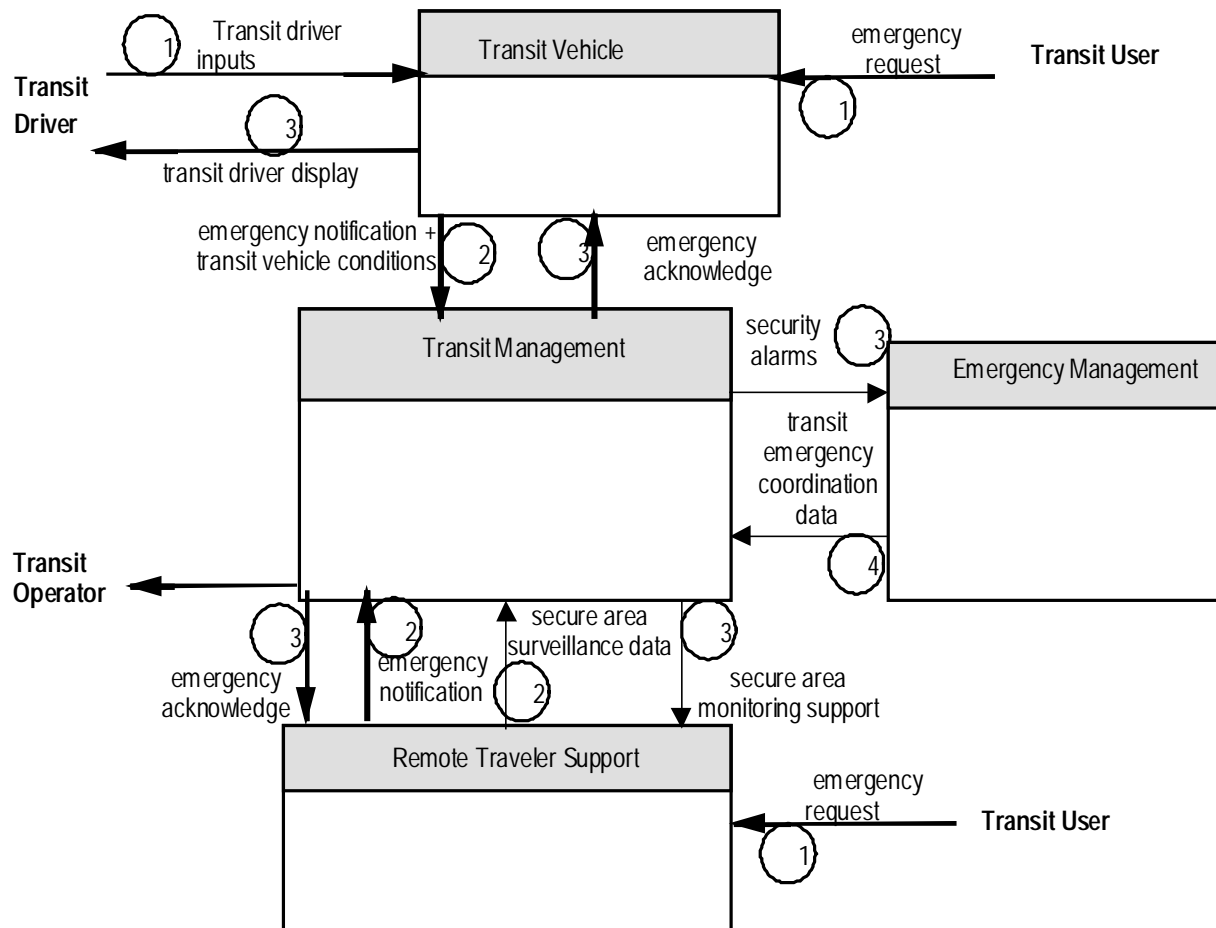 1
Transit driver
inputs
Transit Vehicle
emergency
request
Transit User
1
Transit
Driver
3
transit driver display
emergency notification +
transit vehicle conditions
2
3
emergency
acknowledge
Transit Management
security
alarms
3
Emergency Management
transit
emergency
coordination
data
4
Transit
Operator
3
emergency
acknowledge
2
emergency
notification
secure area
surveillance data
2
3
secure area
monitoring support
Remote Traveler Support
emergency
request
Transit User
1